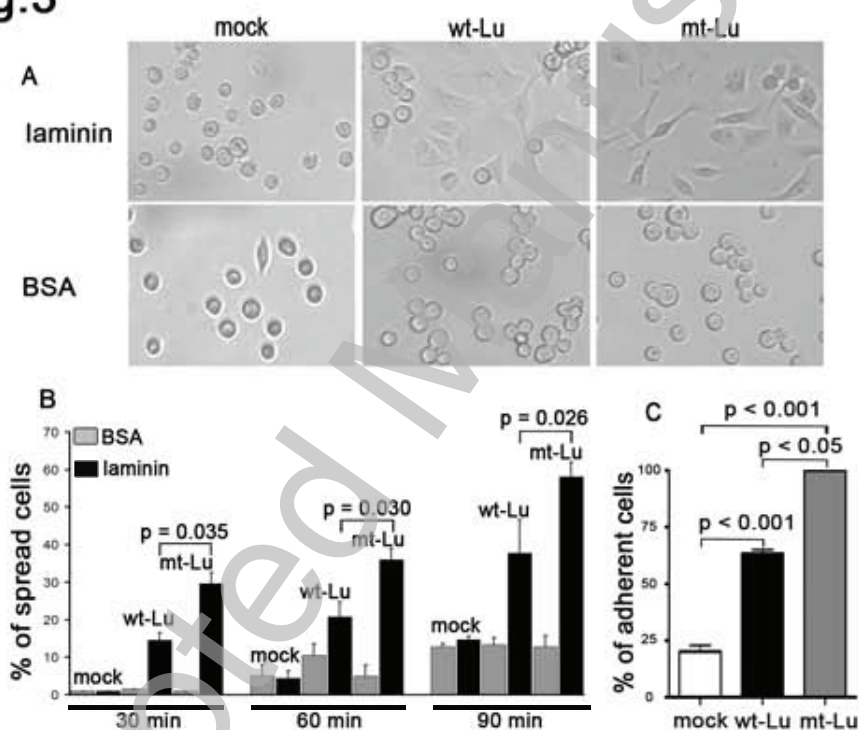 g.3
mock wt-Lu mt-Lu
A
laminin
BSA
B
BSA
laminin
% of spread cells
70
60
50
40
30
20
10
0
mock
wt-Lu
mt-Lu
p = 0.035
mock
wt-Lu
mt-Lu
p = 0.030
mock
wt-Lu
mt-Lu
p = 0.026
30 min 60 min 90 min
C
% of adherent cells
100
75
50
25
0
p < 0.001
p < 0.05
p < 0.001
mock wt-Lu mt-Lu